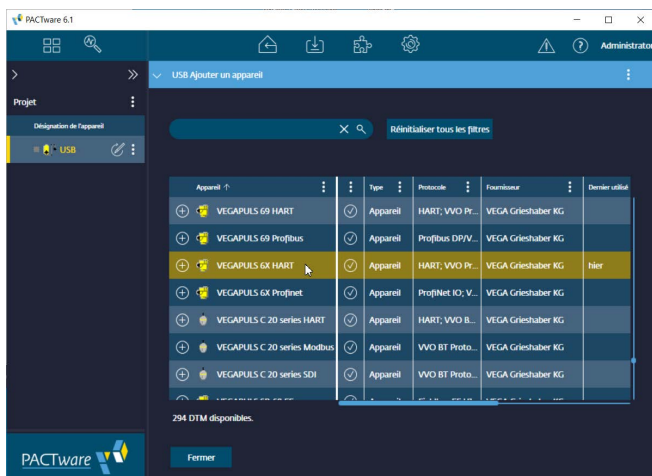 PACTware 6.1
Administrator
USB Ajouter un appareil
Projet
Désignation de l'appareil
USB
Réinitialiser tous les filtres
Appareil ↑ Type Protocole Fournisseur Dernier utilisé
VEGAPULS 69 HART Appareil HART; VVO Pr... VEGA Grieshaber KG
VEGAPULS 69 Profibus Appareil Profibus DP/V... VEGA Grieshaber KG
VEGAPULS 6X HART Appareil HART; VVO Pr... VEGA Grieshaber KG hier
VEGAPULS 6X Profinet Appareil ProfiNet IO; V... VEGA Grieshaber KG
VEGAPULS C 20 series HART Appareil HART; VVO B... VEGA Grieshaber KG
VEGAPULS C 20 series Modbus Appareil VVO BT Proto... VEGA Grieshaber KG
VEGAPULS C 20 series SDI Appareil VVO BT Proto... VEGA Grieshaber KG
294 DTM disponibles.
Fermer
PACTware